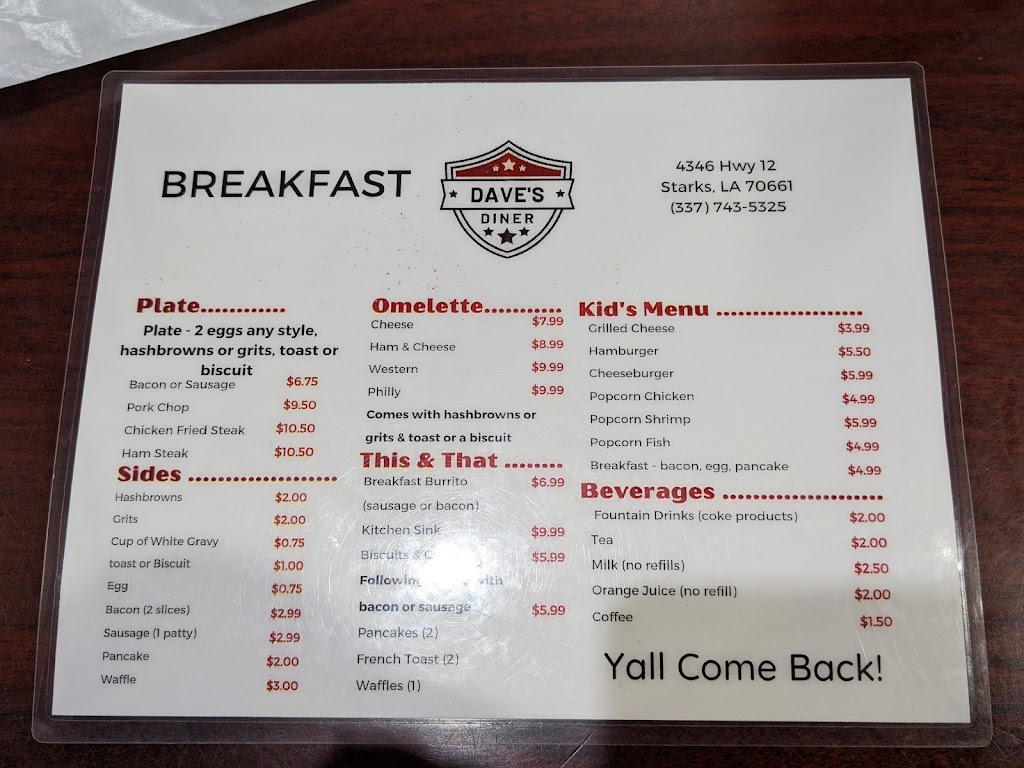 BREAKFAST
DAVE'S
DINER
4346 Hwy 12
Starks, LA 70661
(337) 743-5325
Plate............
Plate - 2 eggs any style,
hashbrowns or grits, toast or
biscuit
Bacon or Sausage $6.75
Pork Chop $9.50
Chicken Fried Steak $10.50
Ham Steak $10.50
Sides .....................
Hashbrowns $2.00
Grits $2.00
Cup of White Gravy $0.75
toast or Biscuit $1.00
Egg $0.75
Bacon (2 slices) $2.99
Sausage (1 patty) $2.99
Pancake $2.00
Waffle $3.00
Omelette...........
Cheese $7.99
Ham & Cheese $8.99
Western $9.99
Philly $9.99
Comes with hashbrowns or
grits & toast or a biscuit
This & That ........
Breakfast Burrito $6.99
(sausage or bacon)
Kitchen Sink $9.99
Biscuits & $5.99
Following with
bacon or sausage $5.99
Pancakes (2)
French Toast (2)
Waffles (1)
Kid's Menu ....................
Grilled Cheese $3.99
Hamburger $5.50
Cheeseburger $5.99
Popcorn Chicken $4.99
Popcorn Shrimp $5.99
Popcorn Fish $4.99
Breakfast - bacon, egg, pancake $4.99
Beverages ......................
Fountain Drinks (coke products) $2.00
Tea $2.00
Milk (no refills) $2.50
Orange Juice (no refill) $2.00
Coffee $1.50
Yall Come Back!